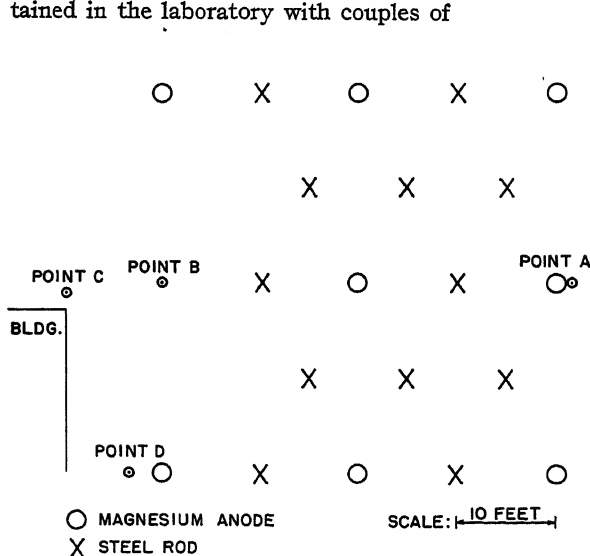 tained in the laboratory with couples of
POINT A
POINT B
POINT C
BLDG.
POINT D
O MAGNESIUM ANODE
SCALE: 10 FEET
X STEEL ROD